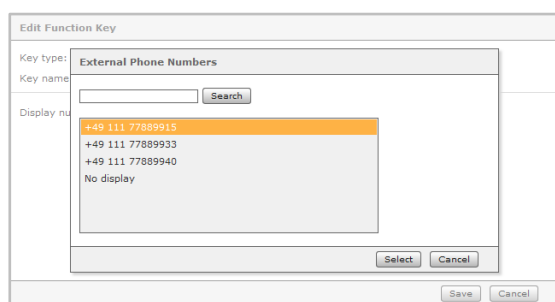 Edit Function Key
Key type:
External Phone Numbers
Key name
Search
Display nu
+49 111 77889915
+49 111 77889933
+49 111 77889940
No display
Select Cancel
Save Cancel